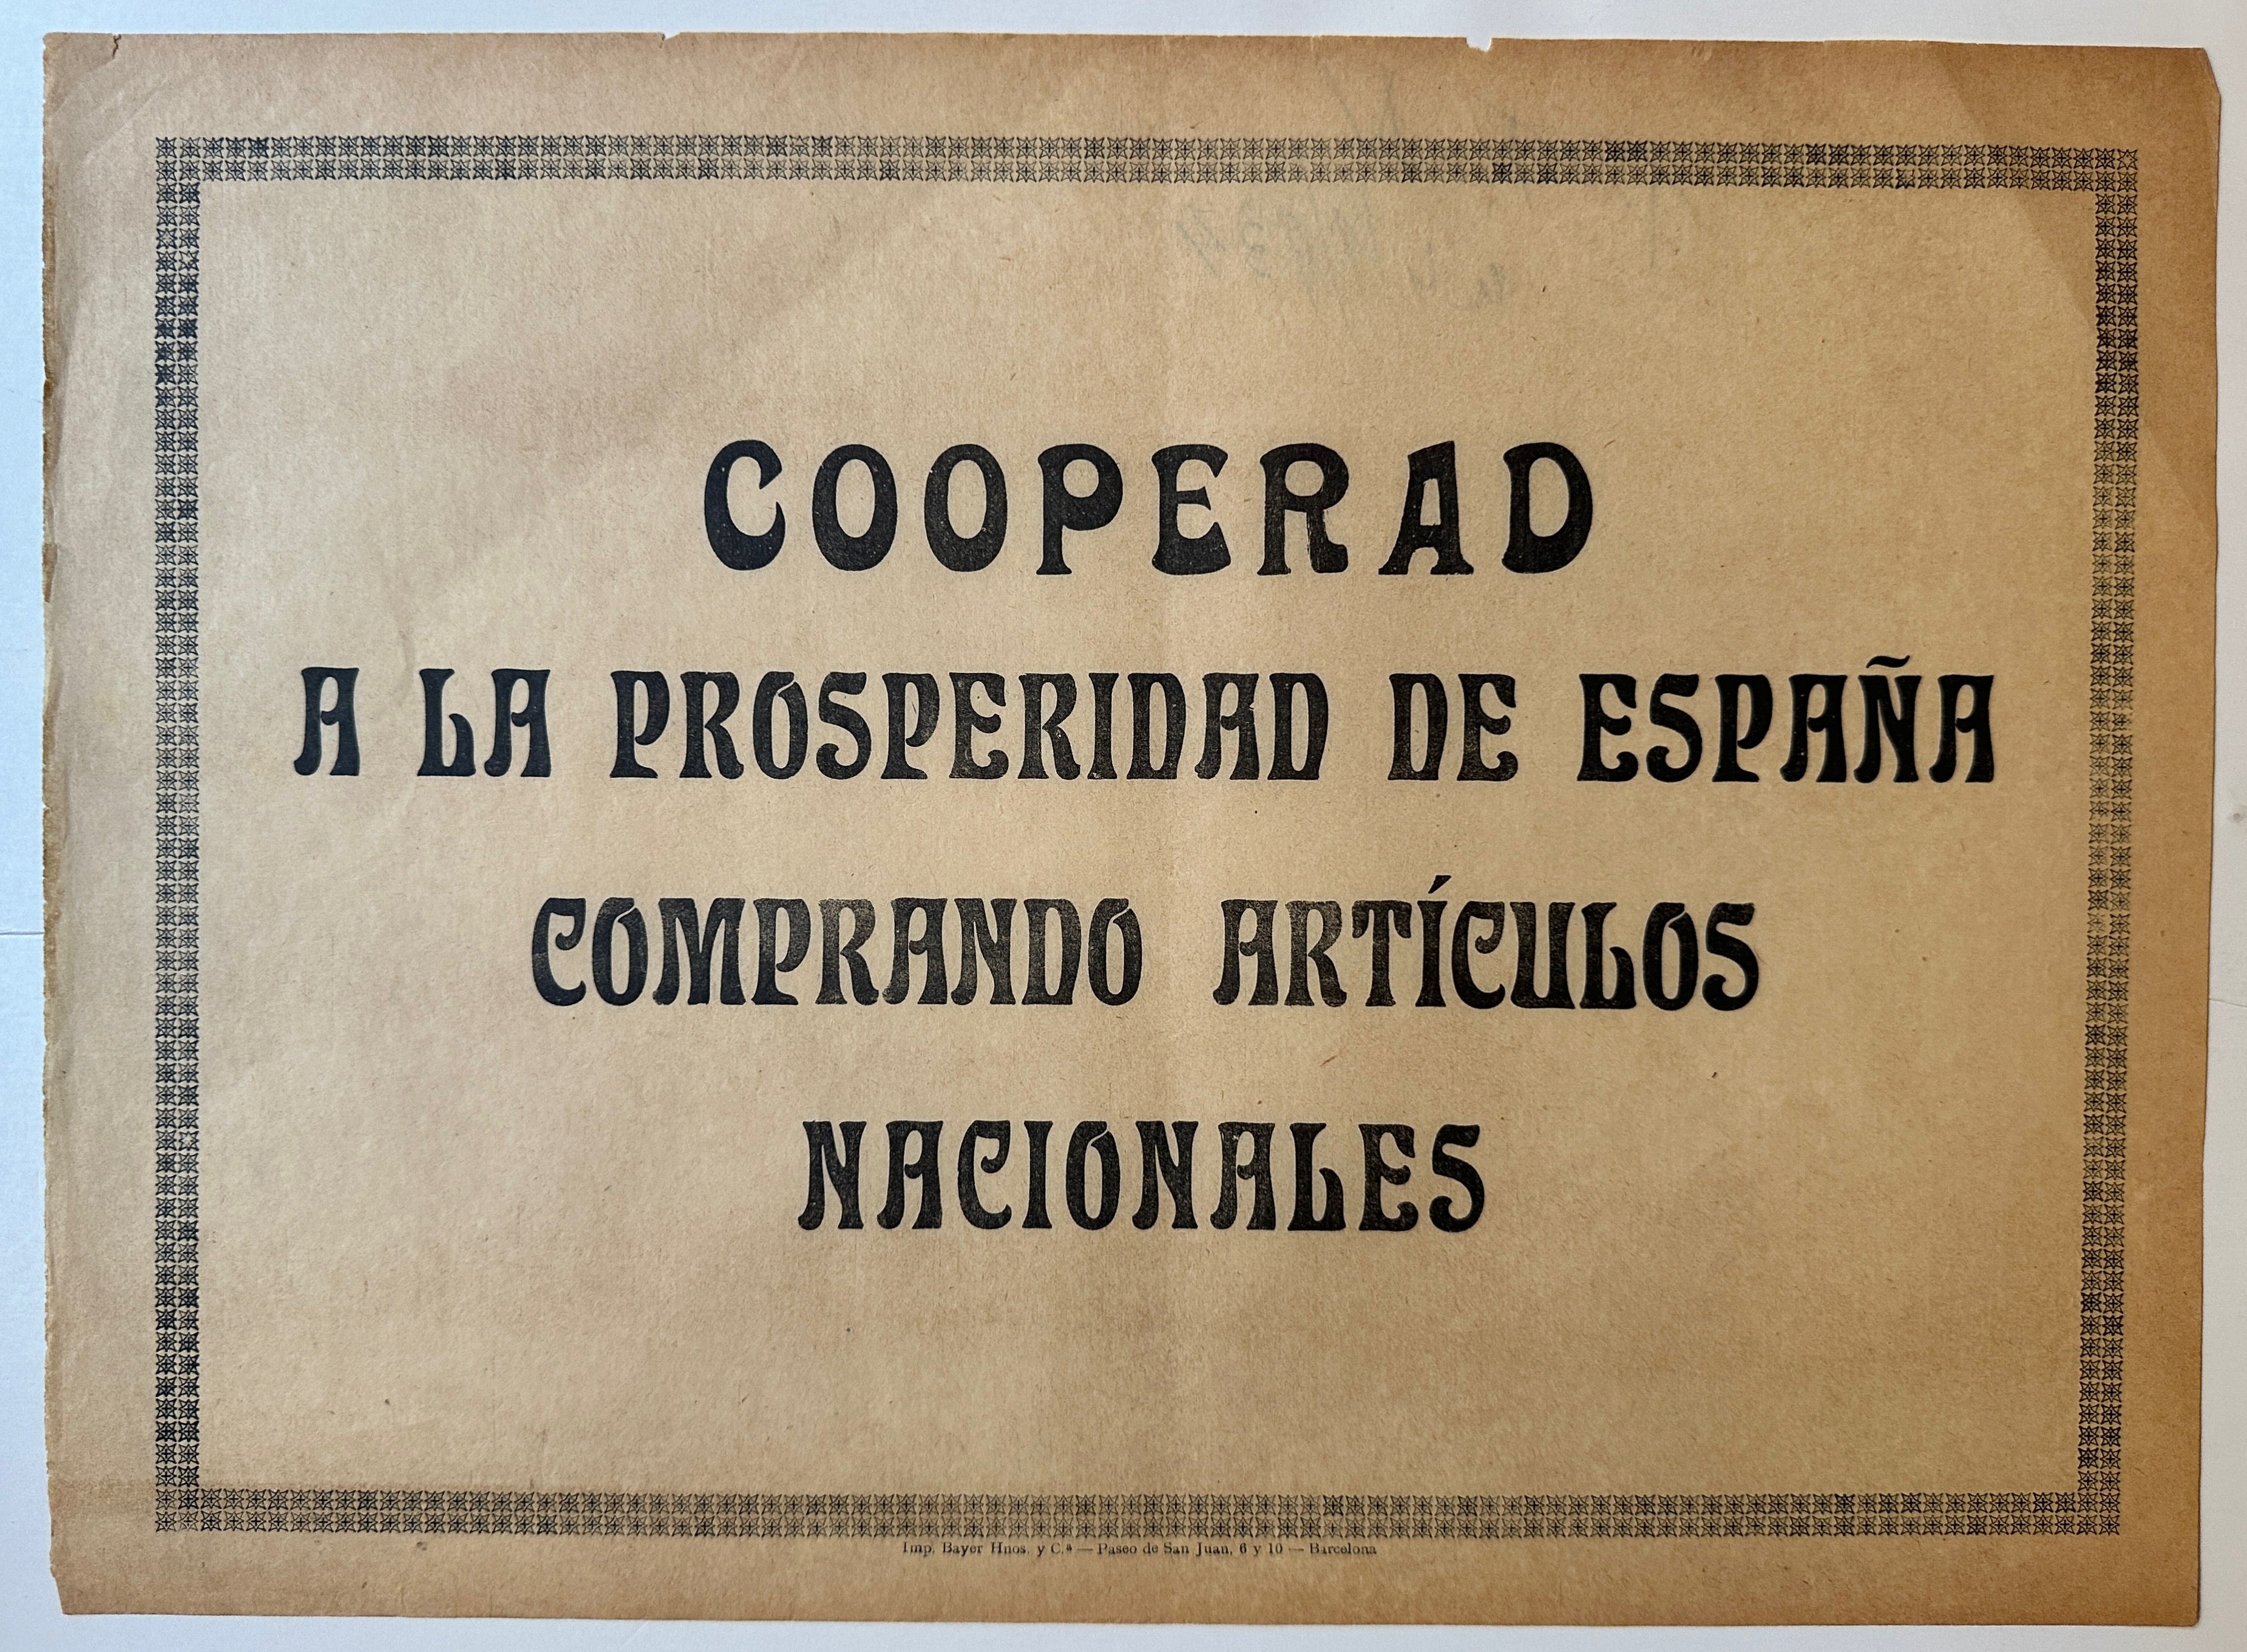 COOPERAD
A LA PROSPERIDAD DE ESPAÑA
COMPRANDO ARTÍCULOS
NACIONALES
Imp. Bayer Hnos. y C.ª — Paseo de San Juan, 6 y 10 — Barcelona